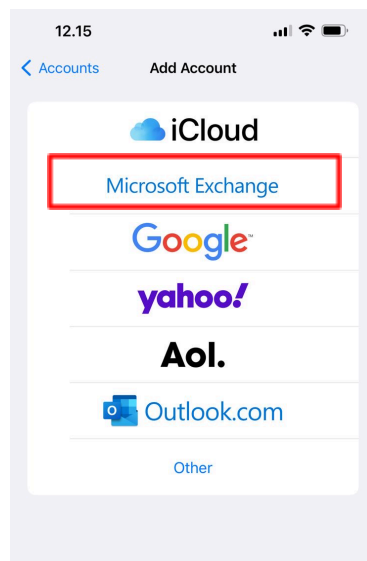 12.15
Accounts Add Account
iCloud
Microsoft Exchange
Google
yahoo!
Aol.
Outlook.com
Other